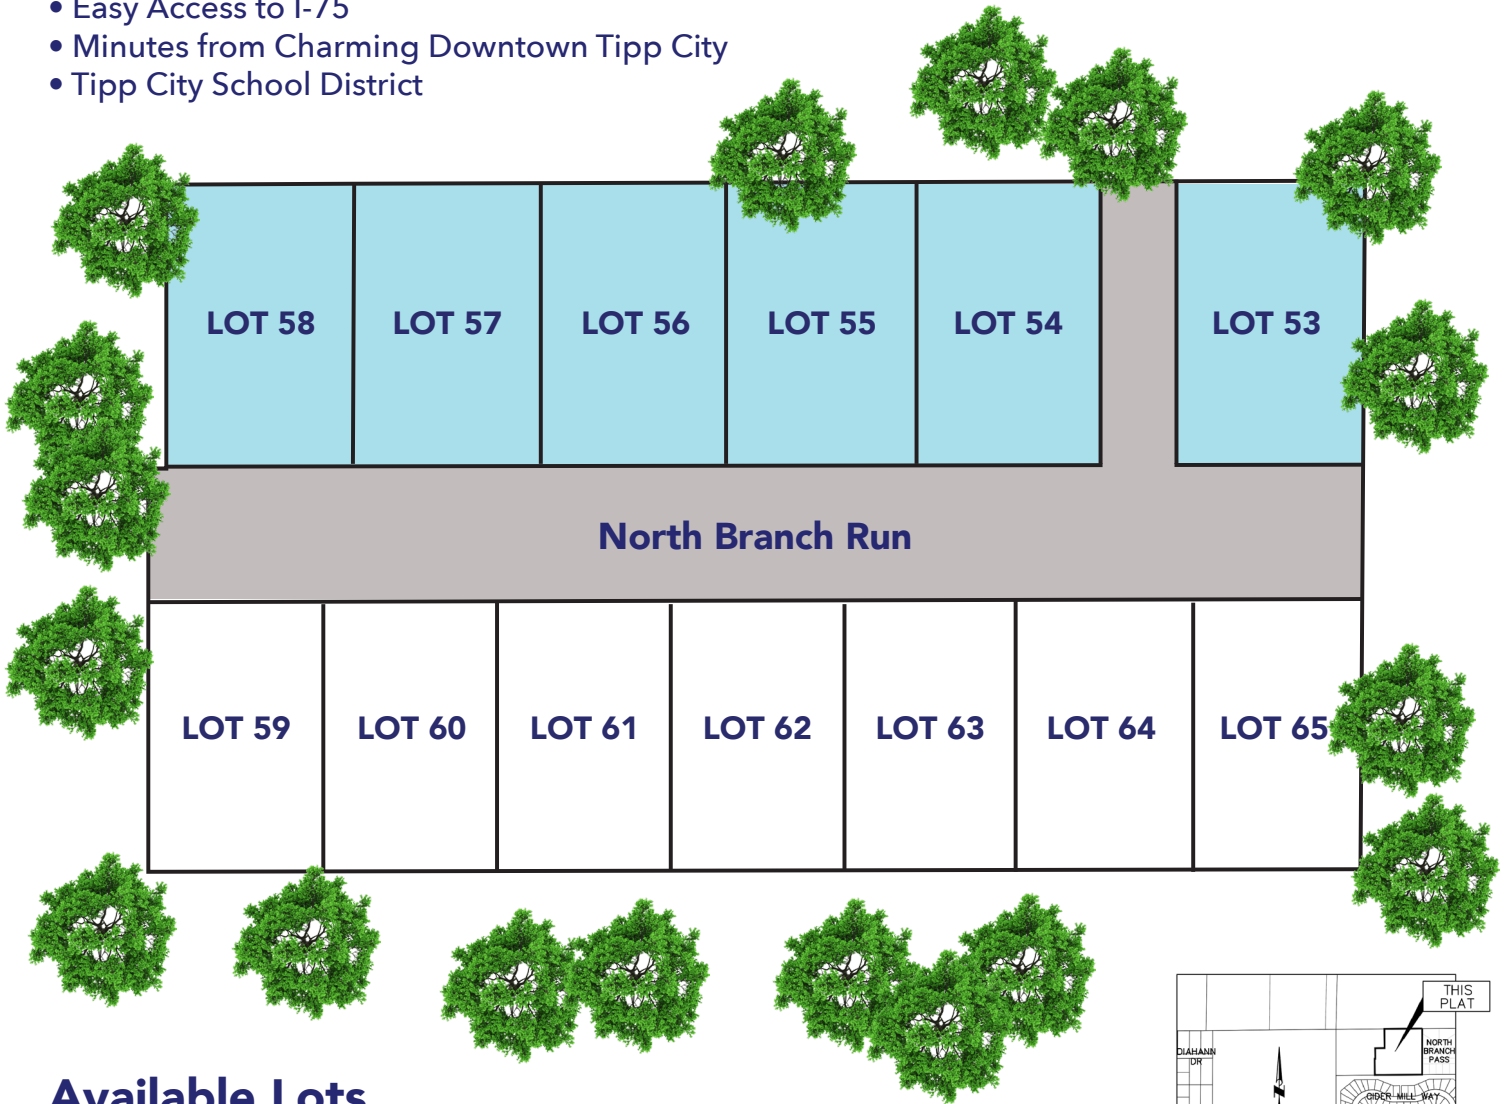 • Easy Access to I-75
• Minutes from Charming Downtown Tipp City
• Tipp City School District
LOT 58 LOT 57 LOT 56 LOT 55 LOT 54 LOT 53
North Branch Run
LOT 59 LOT 60 LOT 61 LOT 62 LOT 63 LOT 64 LOT 65
THIS
PLAT
DIAHANN
DR
NORTH
BRANCH
PASS
N
CIDER MILL WAY
Available Lots